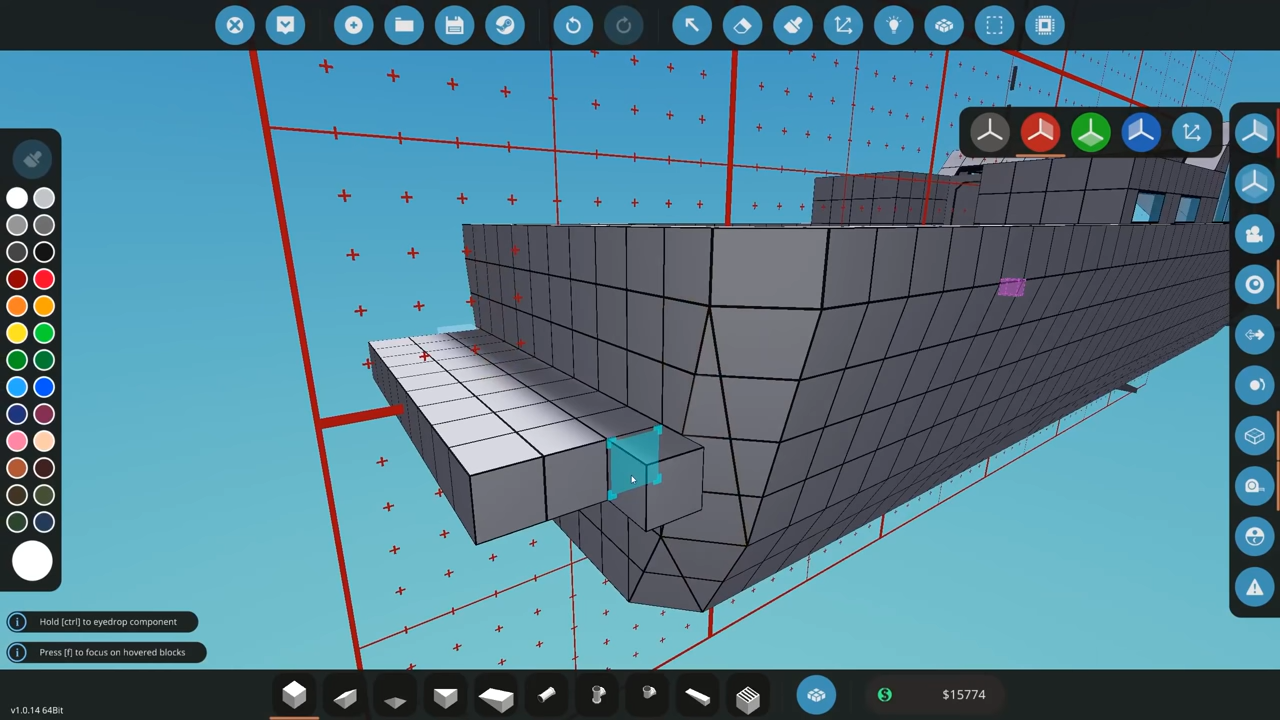 Hold [ctrl] to eyedrop component
Press [f] to focus on hovered blocks
$15774
v1.0.14 64Bit